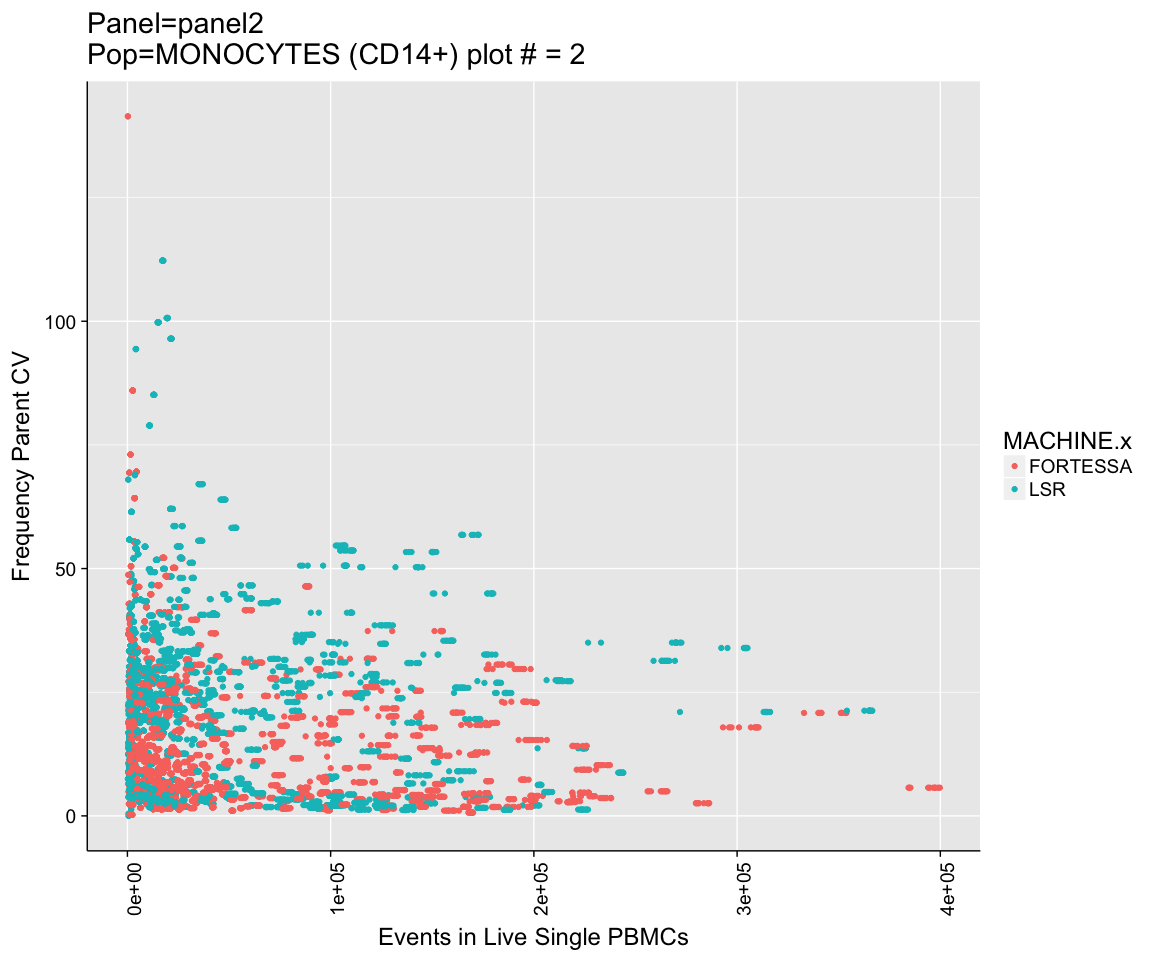 Panel=panel2
Pop=MONOCYTES (CD14+) plot # = 2
Frequency Parent CV
100
50
0
0e+00
1e+05
2e+05
3e+05
4e+05
Events in Live Single PBMCs
MACHINE.x
FORTESSA
LSR